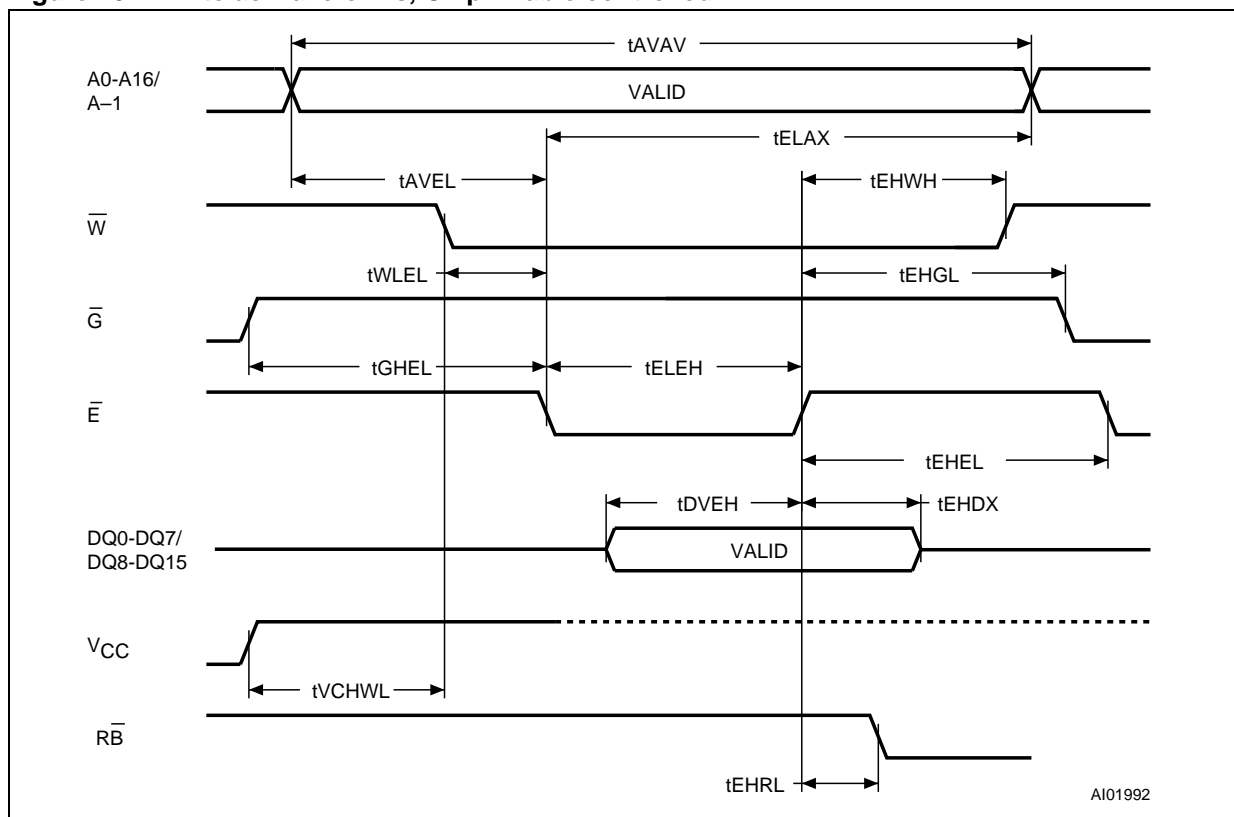 tAVAV
A0-A16/
A–1
VALID
tELAX
tAVEL
tEHWH
W̅
tWLEL
tEHGL
G̅
tGHEL
tELEH
E̅
tEHEL
tDVEH
tEHDX
DQ0-DQ7/
DQ8-DQ15
VALID
VCC
tVCHWL
RB̅
tEHRL
AI01992